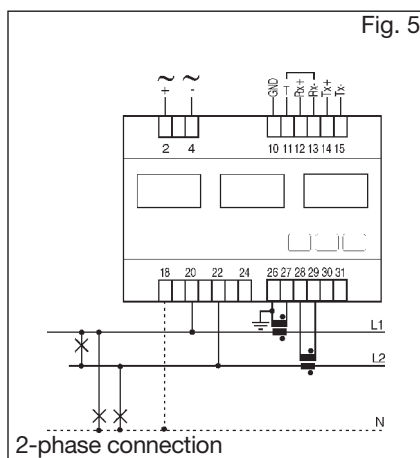 Fig. 5
~ ~
+ -
GND T Rx+ Rx- Tx+ Tx-
2 4 10 11 12 13 14 15
18 20 22 24 26 27 28 29 30 31
L1
L2
N
2-phase connection